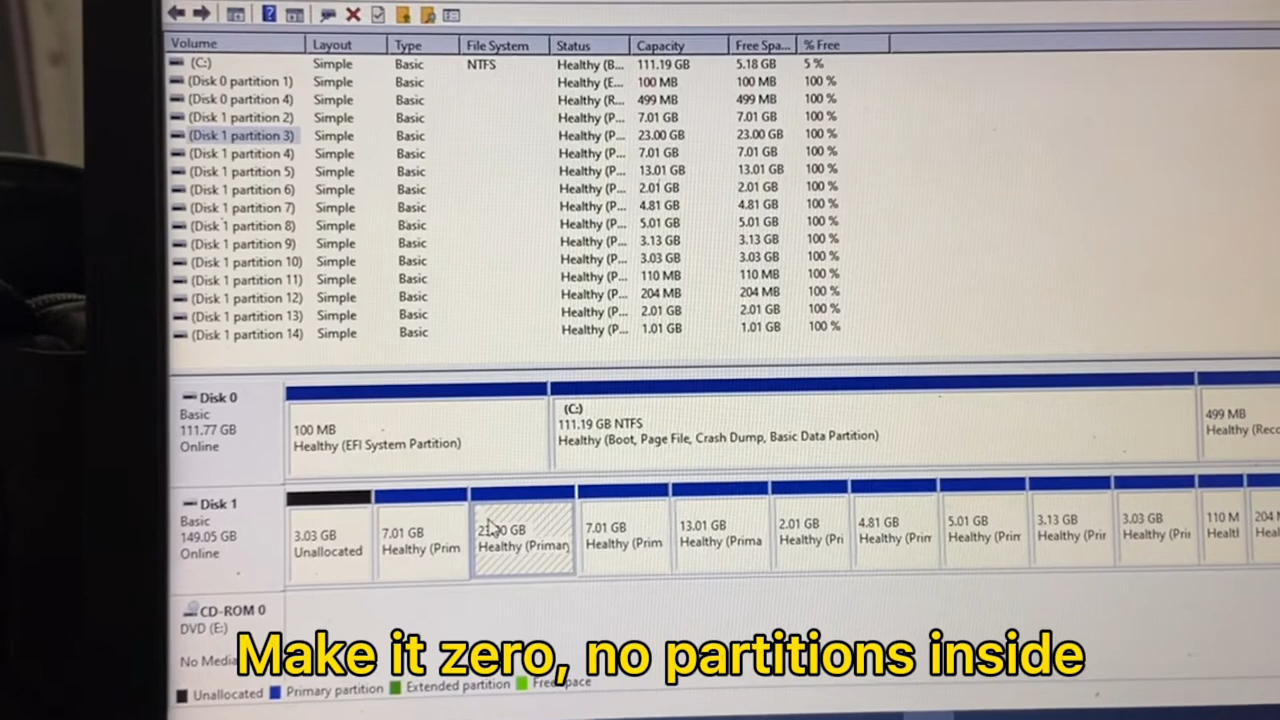 Volume Layout Type File System Status Capacity Free Spa... % Free
(C:) Simple Basic NTFS Healthy (B... 111.19 GB 5.18 GB 5 %
(Disk 0 partition 1) Simple Basic Healthy (E... 100 MB 100 MB 100 %
(Disk 0 partition 4) Simple Basic Healthy (R... 499 MB 499 MB 100 %
(Disk 1 partition 2) Simple Basic Healthy (P... 7.01 GB 7.01 GB 100 %
(Disk 1 partition 3) Simple Basic Healthy (P... 23.00 GB 23.00 GB 100 %
(Disk 1 partition 4) Simple Basic Healthy (P... 7.01 GB 7.01 GB 100 %
(Disk 1 partition 5) Simple Basic Healthy (P... 13.01 GB 13.01 GB 100 %
(Disk 1 partition 6) Simple Basic Healthy (P... 2.01 GB 2.01 GB 100 %
(Disk 1 partition 7) Simple Basic Healthy (P... 4.81 GB 4.81 GB 100 %
(Disk 1 partition 8) Simple Basic Healthy (P... 5.01 GB 5.01 GB 100 %
(Disk 1 partition 9) Simple Basic Healthy (P... 3.13 GB 3.13 GB 100 %
(Disk 1 partition 10) Simple Basic Healthy (P... 3.03 GB 3.03 GB 100 %
(Disk 1 partition 11) Simple Basic Healthy (P... 110 MB 110 MB 100 %
(Disk 1 partition 12) Simple Basic Healthy (P... 204 MB 204 MB 100 %
(Disk 1 partition 13) Simple Basic Healthy (P... 2.01 GB 2.01 GB 100 %
(Disk 1 partition 14) Simple Basic Healthy (P... 1.01 GB 1.01 GB 100 %
Disk 0
Basic
111.77 GB
Online
100 MB
Healthy (EFI System Partition)
(C:)
111.19 GB NTFS
Healthy (Boot, Page File, Crash Dump, Basic Data Partition)
499 MB
Healthy (Reco
Disk 1
Basic
149.05 GB
Online
3.03 GB
Unallocated
7.01 GB
Healthy (Prim
GB
Healthy (Primary
7.01 GB
Healthy (Prim
13.01 GB
Healthy (Prima
2.01 GB
Healthy (Pri
4.81 GB
Healthy (Prim
5.01 GB
Healthy (Prim
3.13 GB
Healthy (Prir
3.03 GB
Healthy (Pri
110 M
Healtl
204 M
Heal
CD-ROM 0
DVD (E:)
No Media
Make it zero, no partitions inside
Unallocated Primary partition Extended partition Free space